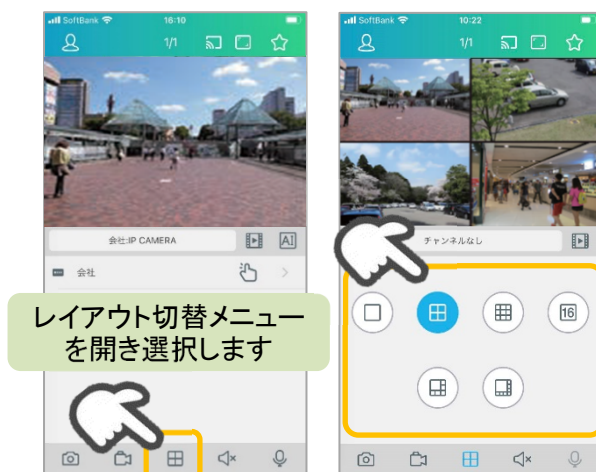 SoftBank 16:10
1/1
会社:IP CAMERA
AI
会社
レイアウト切替メニュー
を開き選択します
SoftBank 10:22
1/1
チャンネルなし
16